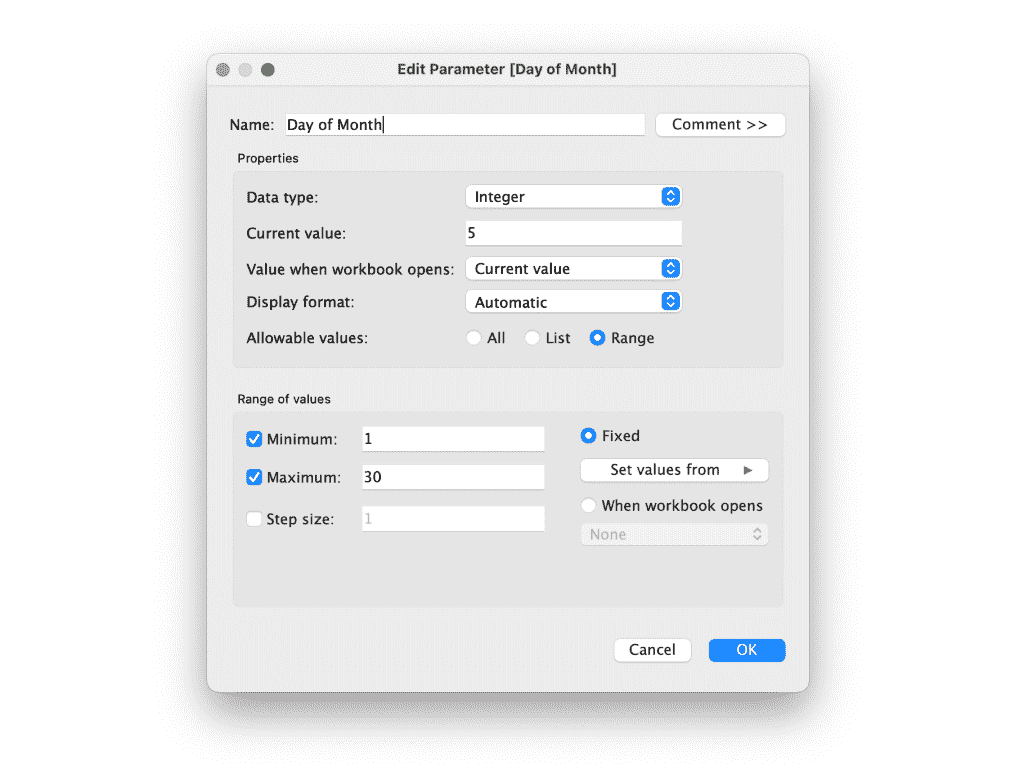 Edit Parameter [Day of Month]
Name: Day of Month Comment >>
Properties
Data type: Integer
Current value: 5
Value when workbook opens: Current value
Display format: Automatic
Allowable values: All List Range
Range of values
Minimum: 1 Fixed
Set values from
Maximum: 30
When workbook opens
Step size: 1
None
Cancel OK